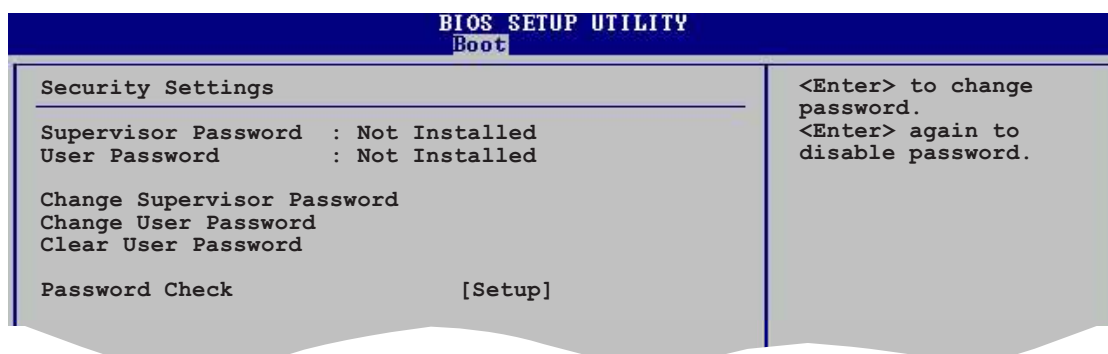 BIOS SETUP UTILITY
Boot
Security Settings
Supervisor Password : Not Installed
User Password : Not Installed
Change Supervisor Password
Change User Password
Clear User Password
Password Check [Setup]
<Enter> to change
password.
<Enter> again to
disable password.